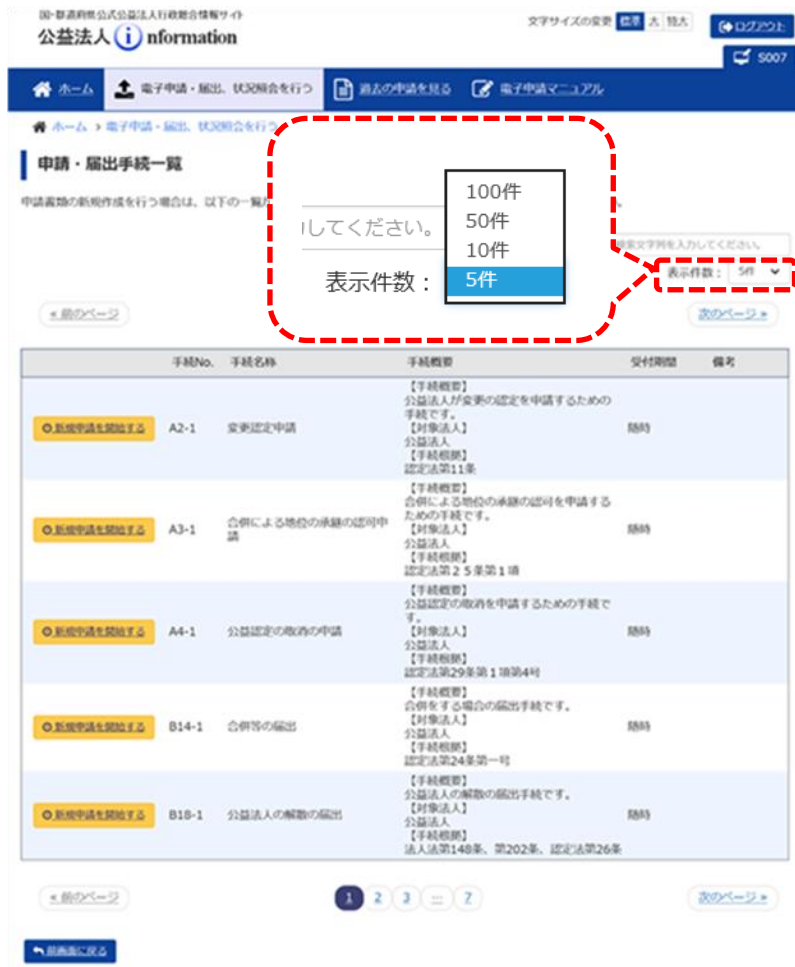 国・都道府県公式公益法人行政総合情報サイト
公益法人 information
文字サイズの変更 標準 大 特大
ログアウト
S007
ホーム
電子申請・届出、状況照会を行う
過去の申請を見る
電子申請マニュアル
ホーム > 電子申請・届出、状況照会を行う
申請・届出手続一覧
申請書類の新規作成を行う場合は、以下の一覧か
してください。
100件
50件
10件
5件
表示件数：
検索文字列を入力してください。
表示件数： 5件
« 前のページ
次のページ »
手続No. 手続名称 手続概要 受付期間 備考
新規申請を開始する A2-1 変更認定申請
【手続概要】
公益法人が変更の認定を申請するための
手続です。
【対象法人】
公益法人
【手続根拠】
認定法第11条
随時
新規申請を開始する A3-1 合併による地位の承継の認可申
請
【手続概要】
合併による地位の承継の認可を申請する
ための手続です。
【対象法人】
公益法人
【手続根拠】
認定法第２５条第１項
随時
新規申請を開始する A4-1 公益認定の取消の申請
【手続概要】
公益認定の取消を申請するための手続で
す。
【対象法人】
公益法人
【手続根拠】
認定法第29条第１項第4号
随時
新規申請を開始する B14-1 合併等の届出
【手続概要】
合併をする場合の届出手続です。
【対象法人】
公益法人
【手続根拠】
認定法第24条第一号
随時
新規申請を開始する B18-1 公益法人の解散の届出
【手続概要】
公益法人の解散の届出手続です。
【対象法人】
公益法人
【手続根拠】
法人法第148条、第202条、認定法第26条
随時
« 前のページ
1 2 3 … 7
次のページ »
前画面に戻る